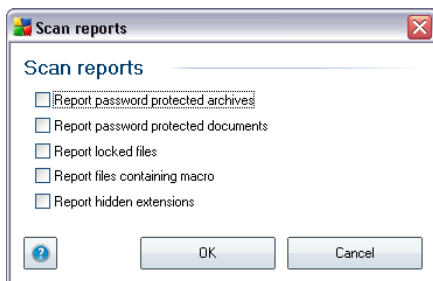 Scan reports
Scan reports
Report password protected archives
Report password protected documents
Report locked files
Report files containing macro
Report hidden extensions
?
OK
Cancel